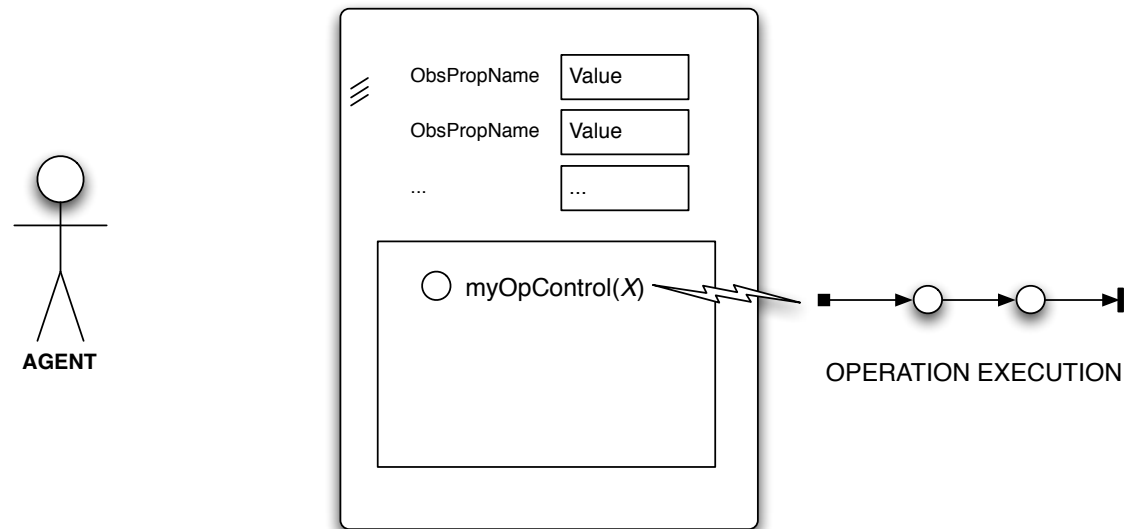 ObsPropName Value
ObsPropName Value
... ...
myOpControl(X)
AGENT
OPERATION EXECUTION